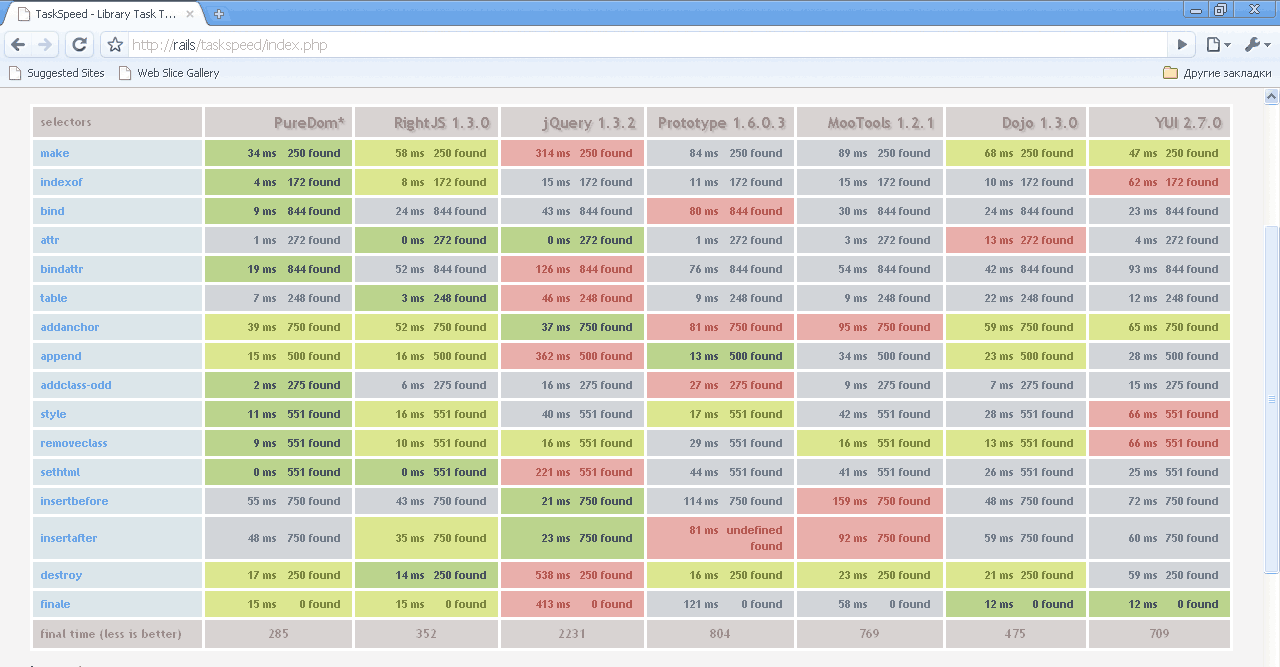 TaskSpeed - Library Task T...
http://rails/taskspeed/index.php
Suggested Sites Web Slice Gallery Другие закладки
selectors PureDom* RightJS 1.3.0 jQuery 1.3.2 Prototype 1.6.0.3 MooTools 1.2.1 Dojo 1.3.0 YUI 2.7.0
make 34 ms 250 found 58 ms 250 found 314 ms 250 found 84 ms 250 found 89 ms 250 found 68 ms 250 found 47 ms 250 found
indexof 4 ms 172 found 8 ms 172 found 15 ms 172 found 11 ms 172 found 15 ms 172 found 10 ms 172 found 62 ms 172 found
bind 9 ms 844 found 24 ms 844 found 43 ms 844 found 80 ms 844 found 30 ms 844 found 24 ms 844 found 23 ms 844 found
attr 1 ms 272 found 0 ms 272 found 0 ms 272 found 1 ms 272 found 3 ms 272 found 13 ms 272 found 4 ms 272 found
bindattr 19 ms 844 found 52 ms 844 found 126 ms 844 found 76 ms 844 found 54 ms 844 found 42 ms 844 found 93 ms 844 found
table 7 ms 248 found 3 ms 248 found 46 ms 248 found 9 ms 248 found 9 ms 248 found 22 ms 248 found 12 ms 248 found
addanchor 39 ms 750 found 52 ms 750 found 37 ms 750 found 81 ms 750 found 95 ms 750 found 59 ms 750 found 65 ms 750 found
append 15 ms 500 found 16 ms 500 found 362 ms 500 found 13 ms 500 found 34 ms 500 found 23 ms 500 found 28 ms 500 found
addclass-odd 2 ms 275 found 6 ms 275 found 16 ms 275 found 27 ms 275 found 9 ms 275 found 7 ms 275 found 15 ms 275 found
style 11 ms 551 found 16 ms 551 found 40 ms 551 found 17 ms 551 found 42 ms 551 found 28 ms 551 found 66 ms 551 found
removeclass 9 ms 551 found 10 ms 551 found 16 ms 551 found 29 ms 551 found 16 ms 551 found 13 ms 551 found 66 ms 551 found
sethtml 0 ms 551 found 0 ms 551 found 221 ms 551 found 44 ms 551 found 41 ms 551 found 26 ms 551 found 25 ms 551 found
insertbefore 55 ms 750 found 43 ms 750 found 21 ms 750 found 114 ms 750 found 159 ms 750 found 48 ms 750 found 72 ms 750 found
insertafter 48 ms 750 found 35 ms 750 found 23 ms 750 found 81 ms undefined found 92 ms 750 found 59 ms 750 found 60 ms 750 found
destroy 17 ms 250 found 14 ms 250 found 538 ms 250 found 16 ms 250 found 23 ms 250 found 21 ms 250 found 59 ms 250 found
finale 15 ms 0 found 15 ms 0 found 413 ms 0 found 121 ms 0 found 58 ms 0 found 12 ms 0 found 12 ms 0 found
final time (less is better) 285 352 2231 804 769 475 709